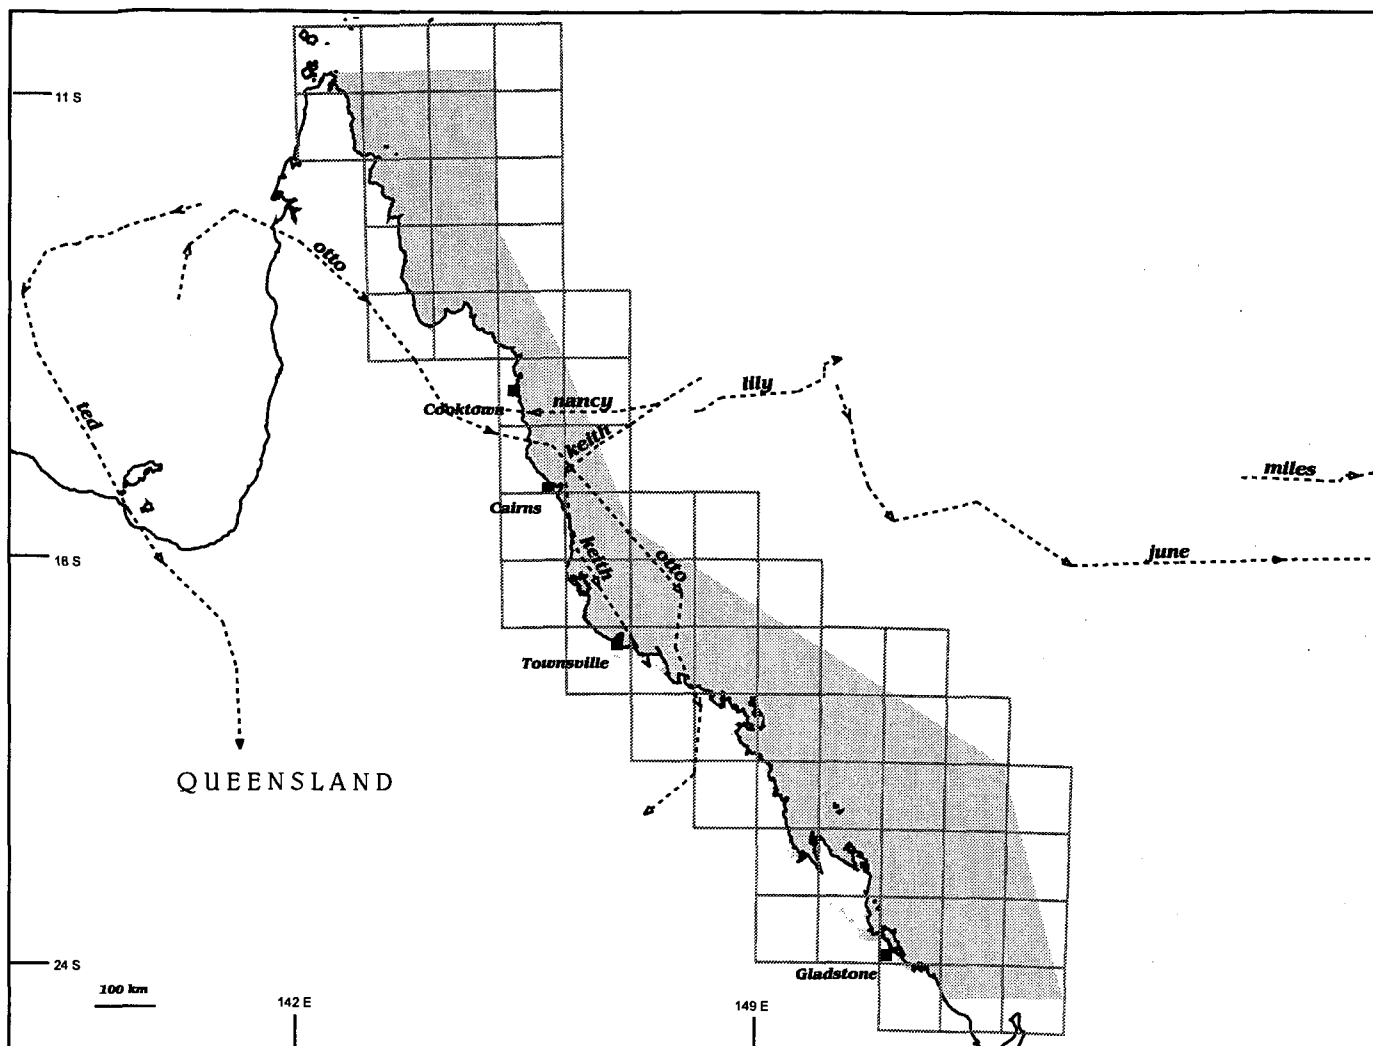 11 S
otto
ted
lily
nancy
Cooktown
keith
miles
Cairns
18 S
keith
otto
june
Townsville
QUEENSLAND
24 S
Gladstone
100 km
142 E
149 E